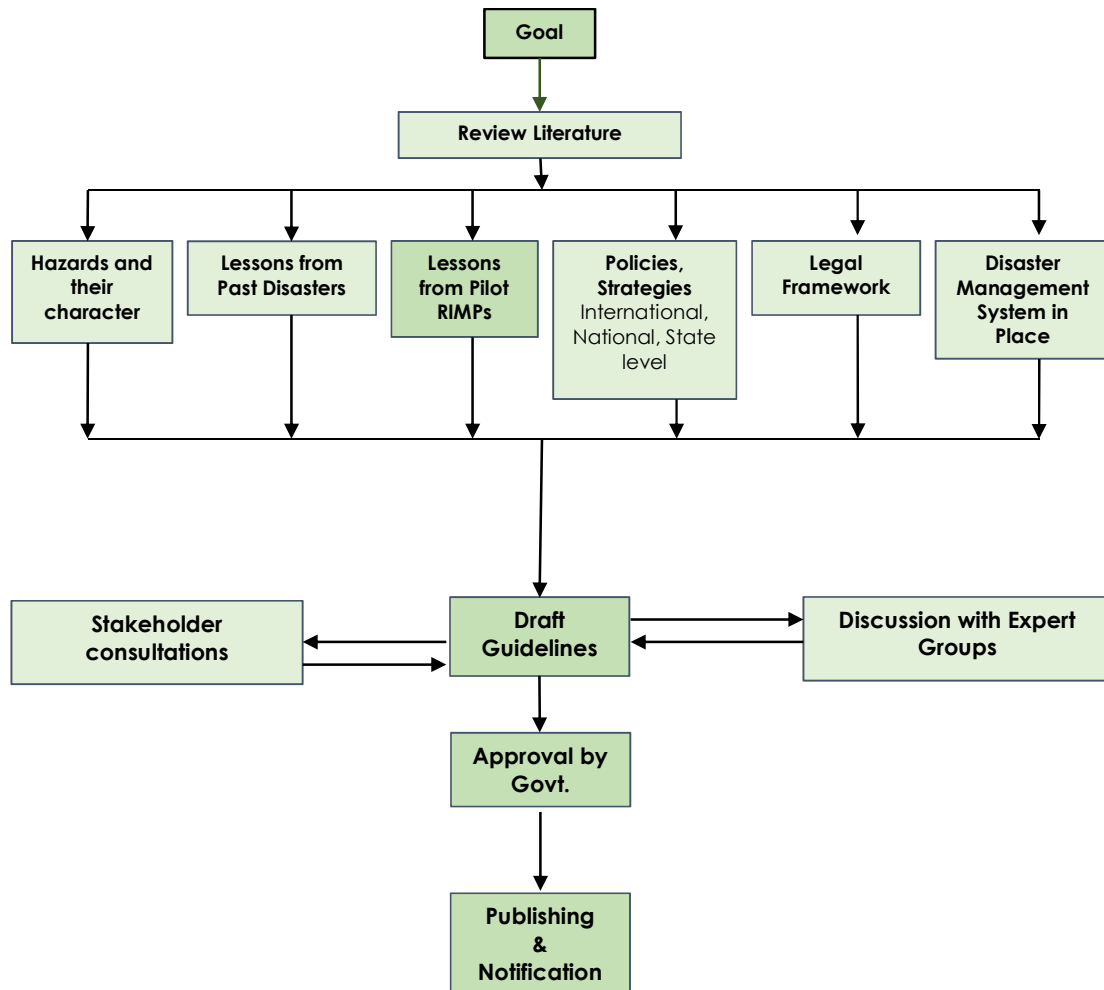 Goal
Review Literature
Hazards and
their
character
Lessons from
Past Disasters
Lessons
from Pilot
RIMPs
Policies,
Strategies
International,
National, State
level
Legal
Framework
Disaster
Management
System in
Place
Stakeholder
consultations
Draft
Guidelines
Discussion with Expert
Groups
Approval by
Govt.
Publishing
&
Notification